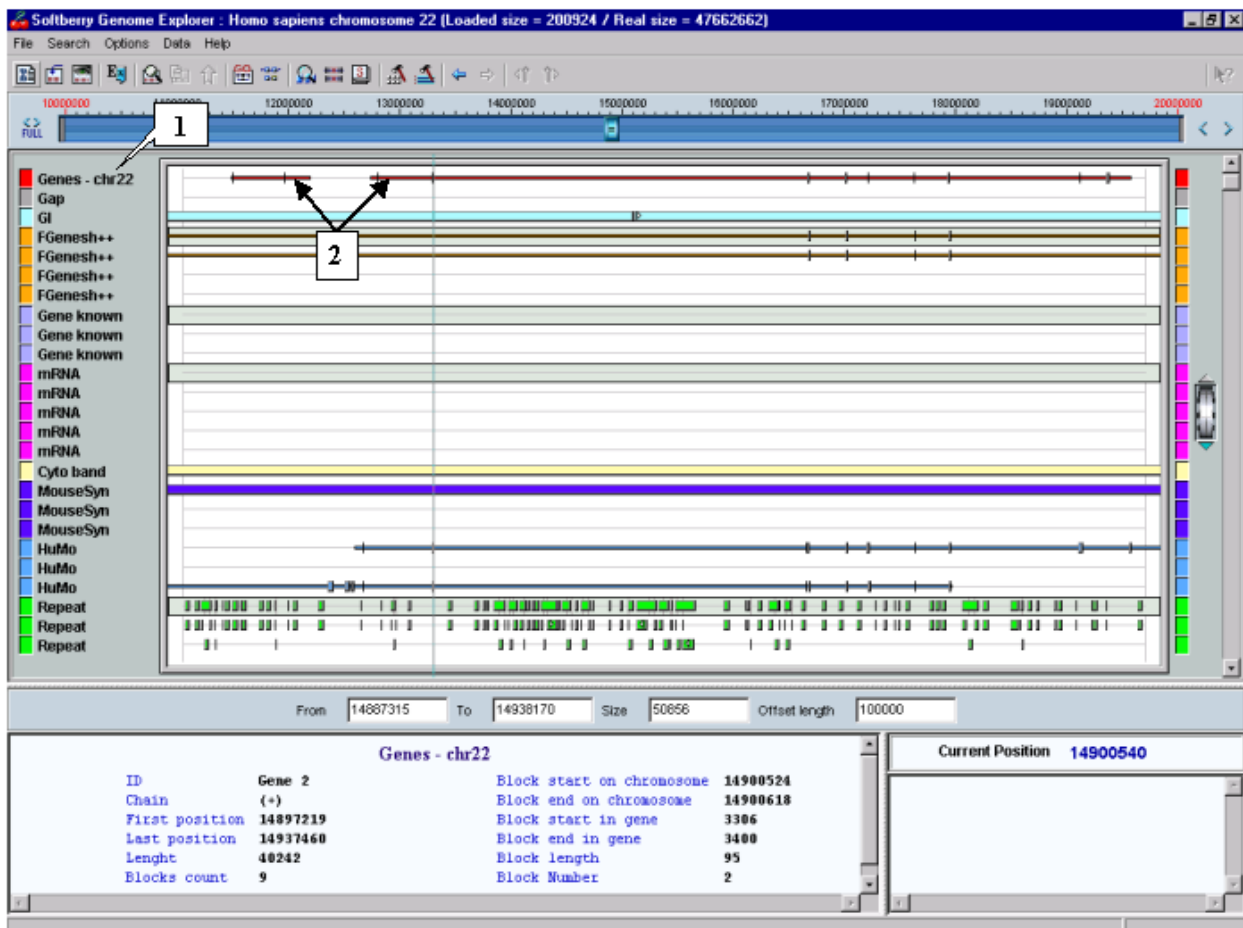 Softberry Genome Explorer : Homo sapiens chromosome 22 (Loaded size = 200924 / Real size = 47662662)
File Search Options Data Help
10000000 12000000 13000000 14000000 15000000 16000000 17000000 18000000 19000000 20000000
FULL
1
Genes - chr22
Gap
GI
FGenesh++
FGenesh++
2
FGenesh++
FGenesh++
Gene known
Gene known
Gene known
mRNA
mRNA
mRNA
mRNA
mRNA
Cyto band
MouseSyn
MouseSyn
MouseSyn
HuMo
HuMo
HuMo
Repeat
Repeat
Repeat
From 14887315 To 14938170 Size 50856 Offset length 100000
Genes - chr22
ID Gene 2 Block start on chromosome 14900524
Chain (+) Block end on chromosome 14900618
First position 14897219 Block start in gene 3306
Last position 14937460 Block end in gene 3400
Lenght 40242 Block length 95
Blocks count 9 Block Number 2
Current Position 14900540